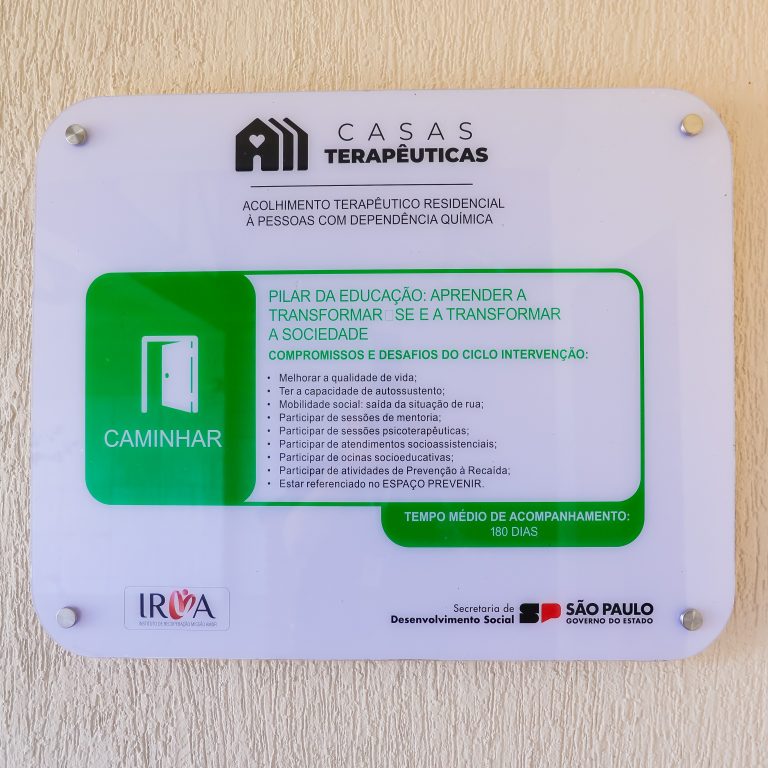 CASAS
TERAPÊUTICAS
ACOLHIMENTO TERAPÊUTICO RESIDENCIAL
À PESSOAS COM DEPENDÊNCIA QUÍMICA
PILAR DA EDUCAÇÃO: APRENDER A
TRANSFORMAR□SE E A TRANSFORMAR
A SOCIEDADE
COMPROMISSOS E DESAFIOS DO CICLO INTERVENÇÃO:
• Melhorar a qualidade de vida;
• Ter a capacidade de autossustento;
• Mobilidade social: saída da situação de rua;
• Participar de sessões de mentoria;
• Participar de sessões psicoterapêuticas;
• Participar de atendimentos socioassistenciais;
• Participar de ocinas socioeducativas;
• Participar de atividades de Prevenção à Recaída;
• Estar referenciado no ESPAÇO PREVENIR.
CAMINHAR
TEMPO MÉDIO DE ACOMPANHAMENTO:
180 DIAS
INSTITUTO DE RECUPERAÇÃO
Secretaria de
Desenvolvimento Social
SP
SÃO PAULO
GOVERNO DO ESTADO